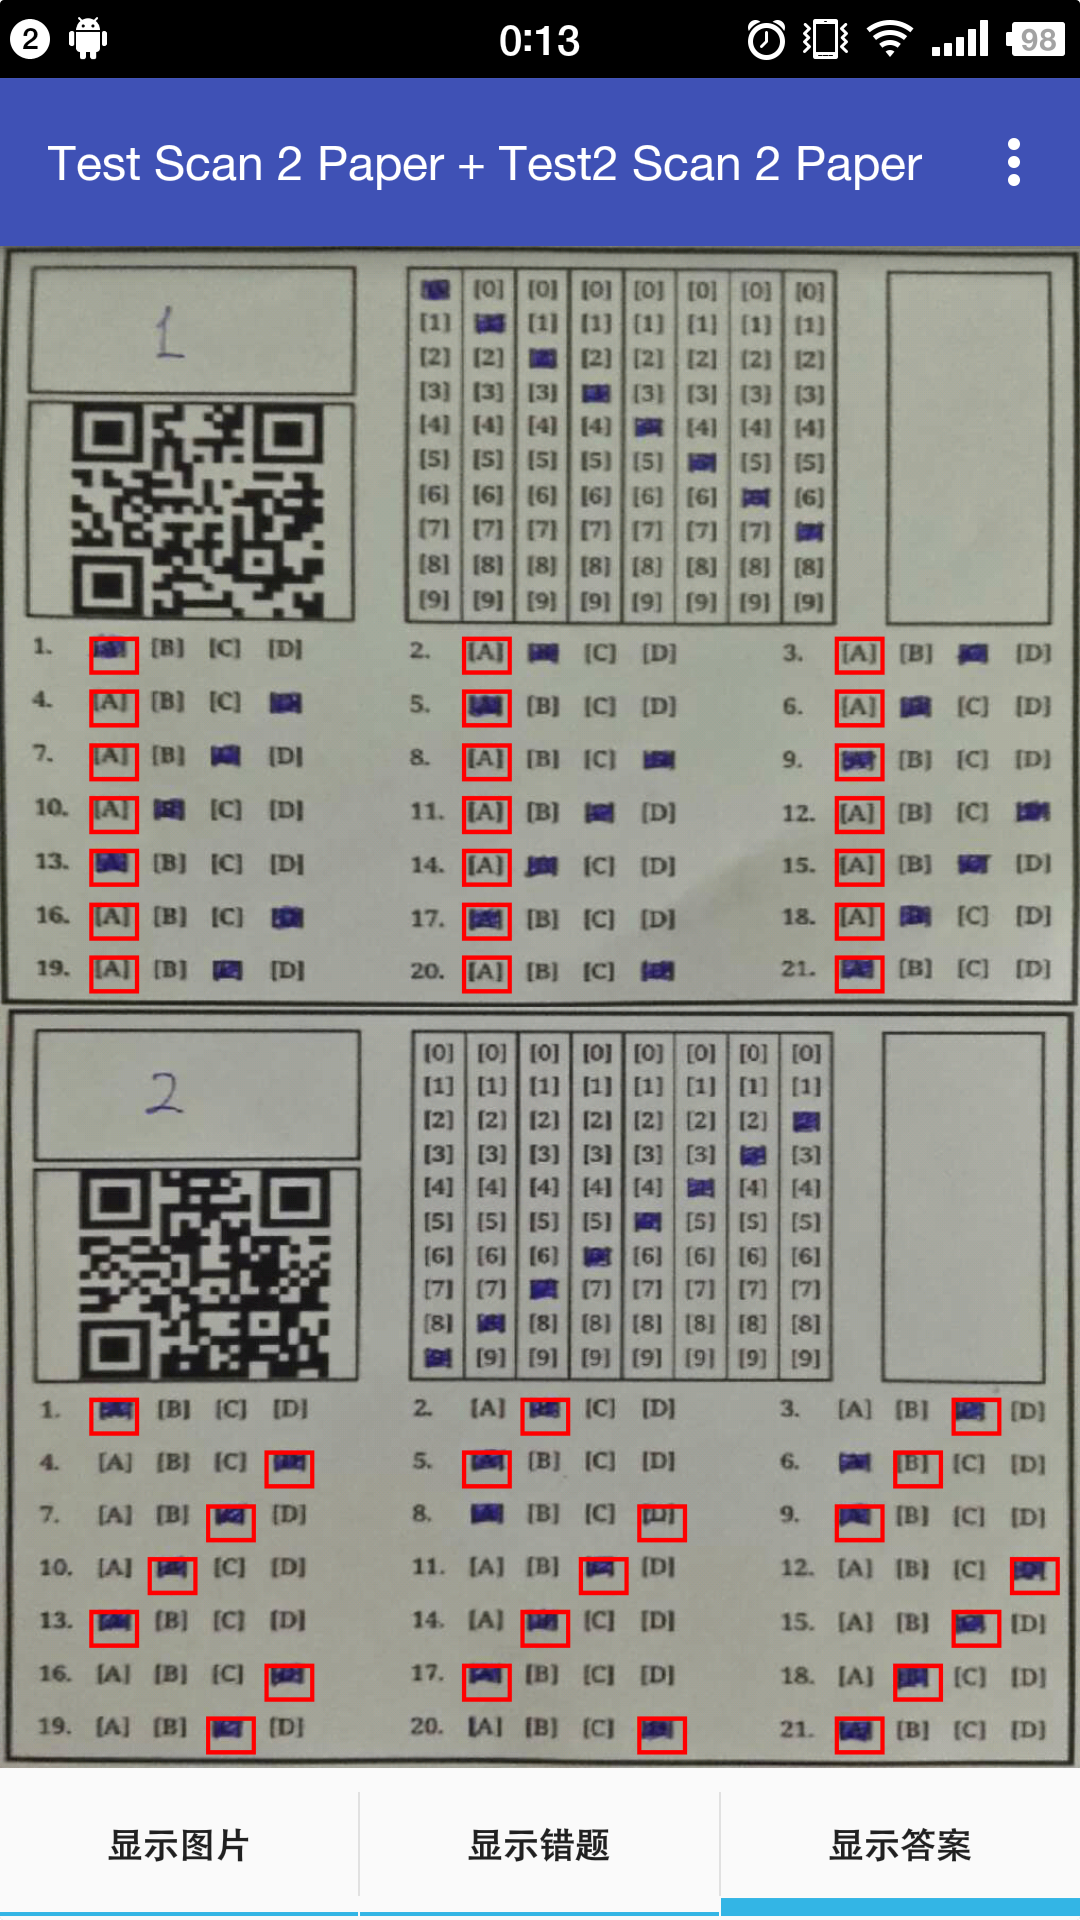 2 0:13 98
Test Scan 2 Paper + Test2 Scan 2 Paper
1
[0] [0] [0] [0] [0] [0] [0]
[1] [1] [1] [1] [1] [1] [1]
[2] [2] [2] [2] [2] [2] [2]
[3] [3] [3] [3] [3] [3] [3]
[4] [4] [4] [4] [4] [4] [4]
[5] [5] [5] [5] [5] [5] [5]
[6] [6] [6] [6] [6] [6] [6]
[7] [7] [7] [7] [7] [7] [7]
[8] [8] [8] [8] [8] [8] [8] [8]
[9] [9] [9] [9] [9] [9] [9] [9]
1. [B] [C] [D] 2. [A] [C] [D] 3. [A] [B] [D]
4. [A] [B] [C] 5. [B] [C] [D] 6. [A] [C] [D]
7. [A] [B] [D] 8. [A] [B] [C] 9. [B] [C] [D]
10. [A] [C] [D] 11. [A] [B] [D] 12. [A] [B] [C]
13. [B] [C] [D] 14. [A] [C] [D] 15. [A] [B] [D]
16. [A] [B] [C] 17. [B] [C] [D] 18. [A] [C] [D]
19. [A] [B] [D] 20. [A] [B] [C] 21. [B] [C] [D]
2
[0] [0] [0] [0] [0] [0] [0] [0]
[1] [1] [1] [1] [1] [1] [1] [1]
[2] [2] [2] [2] [2] [2] [2]
[3] [3] [3] [3] [3] [3] [3]
[4] [4] [4] [4] [4] [4] [4]
[5] [5] [5] [5] [5] [5] [5]
[6] [6] [6] [6] [6] [6] [6]
[7] [7] [7] [7] [7] [7] [7]
[8] [8] [8] [8] [8] [8] [8]
[9] [9] [9] [9] [9] [9] [9]
1. [B] [C] [D] 2. [A] [C] [D] 3. [A] [B] [D]
4. [A] [B] [C] 5. [B] [C] [D] 6. [B] [C] [D]
7. [A] [B] [D] 8. [B] [C] [D] 9. [B] [C] [D]
10. [A] [C] [D] 11. [A] [B] [D] 12. [A] [B] [C]
13. [B] [C] [D] 14. [A] [C] [D] 15. [A] [B] [D]
16. [A] [B] [C] 17. [B] [C] [D] 18. [A] [C] [D]
19. [A] [B] [D] 20. [A] [B] [C] 21. [B] [C] [D]
显示图片 显示错题 显示答案